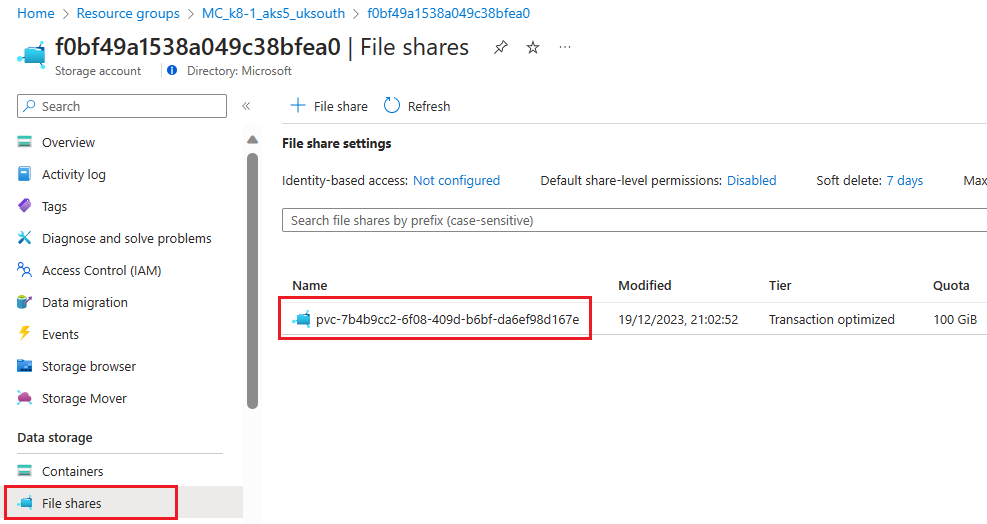 Home > Resource groups > MC_k8-1_aks5_uksouth > f0bf49a1538a049c38bfea0
f0bf49a1538a049c38bfea0 | File shares
Storage account
Directory: Microsoft
Search
«
File share
Refresh
Overview
Activity log
Tags
Diagnose and solve problems
Access Control (IAM)
Data migration
Events
Storage browser
Storage Mover
Data storage
Containers
File shares
File share settings
Identity-based access: Not configured
Default share-level permissions: Disabled
Soft delete: 7 days
Max
Search file shares by prefix (case-sensitive)
Name Modified Tier Quota
pvc-7b4b9cc2-6f08-409d-b6bf-da6ef98d167e 19/12/2023, 21:02:52 Transaction optimized 100 GiB